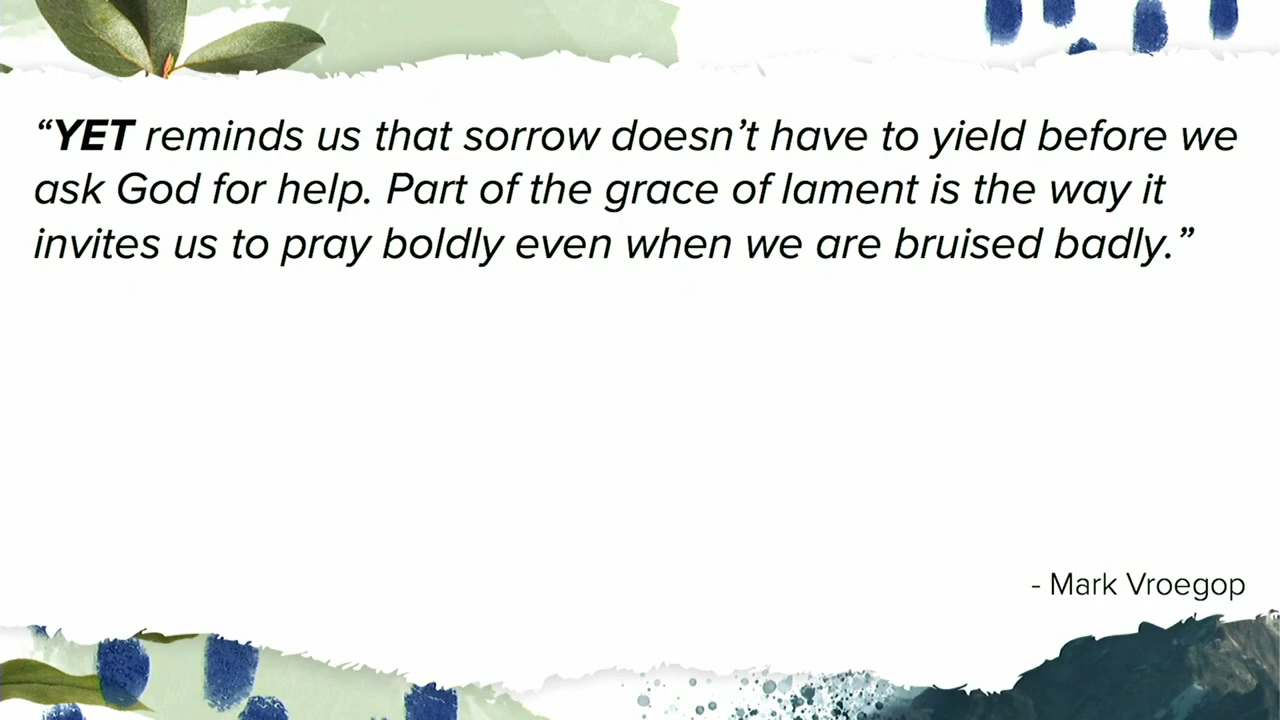 “YET reminds us that sorrow doesn’t have to yield before we
ask God for help. Part of the grace of lament is the way it
invites us to pray boldly even when we are bruised badly.”
- Mark Vroegop